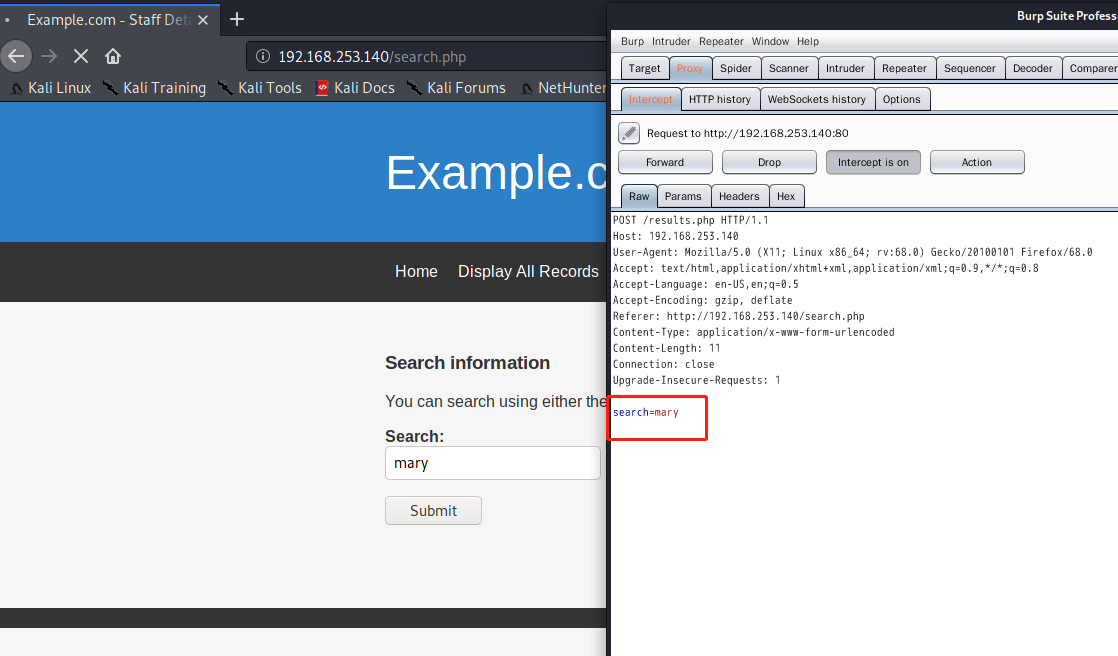 Example.com - Staff Deta
192.168.253.140/search.php
Kali Linux Kali Training Kali Tools Kali Docs Kali Forums NetHunter
Example.c
Home Display All Records
Search information
You can search using either the
Search:
mary
Submit
Burp Suite Profess
Burp Intruder Repeater Window Help
Target Proxy Spider Scanner Intruder Repeater Sequencer Decoder Comparer
Intercept HTTP history WebSockets history Options
Request to http://192.168.253.140:80
Forward Drop Intercept is on Action
Raw Params Headers Hex
POST /results.php HTTP/1.1
Host: 192.168.253.140
User-Agent: Mozilla/5.0 (X11; Linux x86_64; rv:68.0) Gecko/20100101 Firefox/68.0
Accept: text/html,application/xhtml+xml,application/xml;q=0.9,*/*;q=0.8
Accept-Language: en-US,en;q=0.5
Accept-Encoding: gzip, deflate
Referer: http://192.168.253.140/search.php
Content-Type: application/x-www-form-urlencoded
Content-Length: 11
Connection: close
Upgrade-Insecure-Requests: 1
search=mary